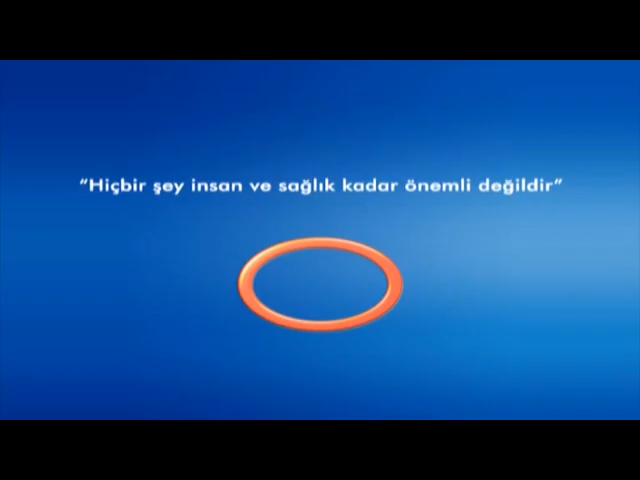 “Hiçbir şey insan ve sağlık kadar önemli değildir”